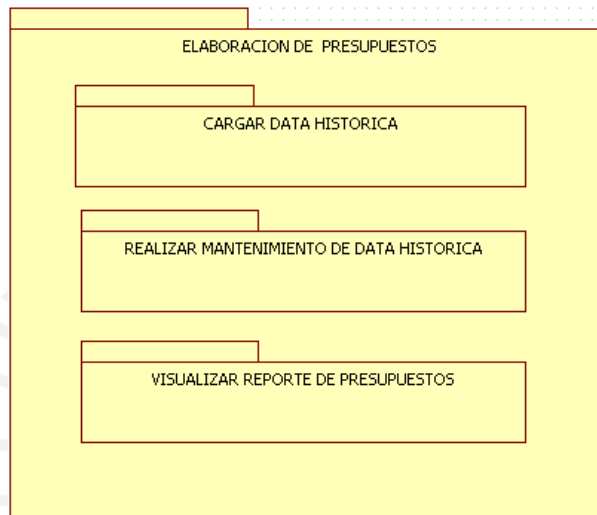 ELABORACION DE PRESUPUESTOS
CARGAR DATA HISTORICA
REALIZAR MANTENIMIENTO DE DATA HISTORICA
VISUALIZAR REPORTE DE PRESUPUESTOS